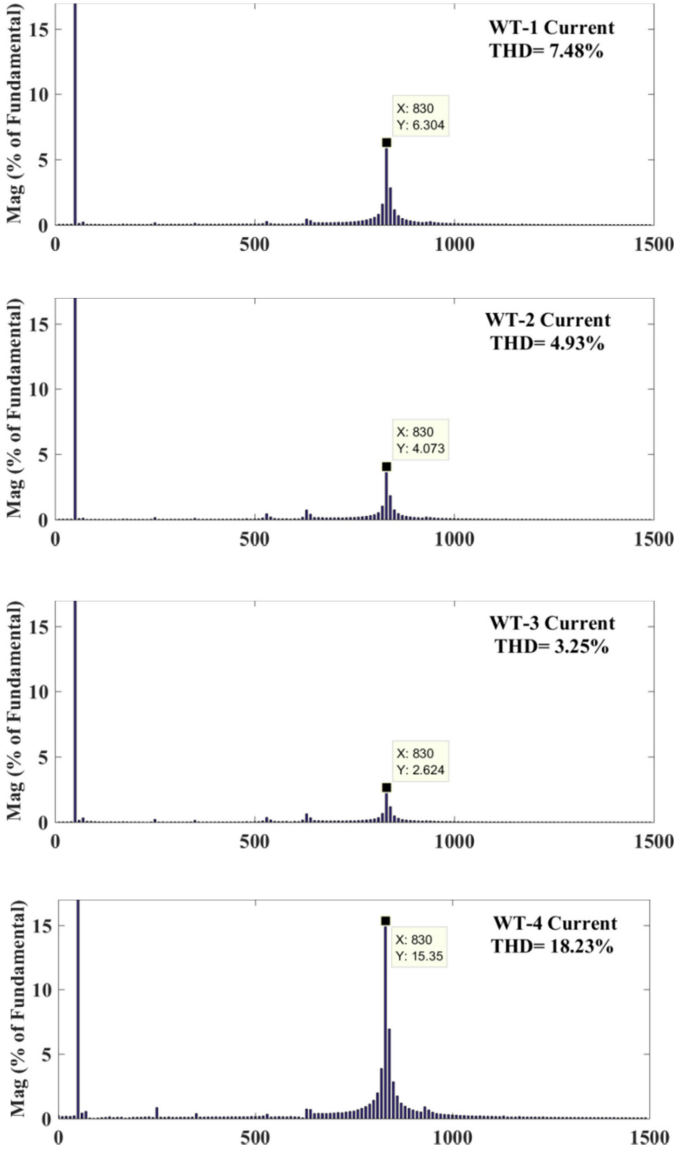 WT-1 Current
THD= 7.48%
X: 830
Y: 6.304
Mag (% of Fundamental)
15
10
5
0
0 500 1000 1500
WT-2 Current
THD= 4.93%
X: 830
Y: 4.073
Mag (% of Fundamental)
15
10
5
0
0 500 1000 1500
WT-3 Current
THD= 3.25%
X: 830
Y: 2.624
Mag (% of Fundamental)
15
10
5
0
0 500 1000 1500
WT-4 Current
THD= 18.23%
X: 830
Y: 15.35
Mag (% of Fundamental)
15
10
5
0
0 500 1000 1500